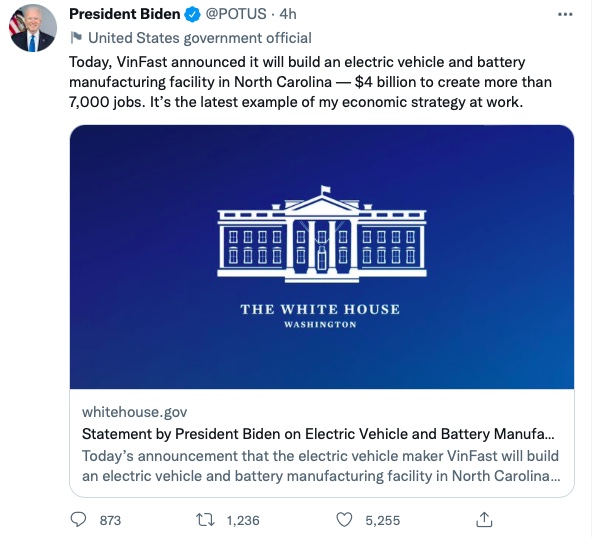 President Biden @POTUS · 4h
United States government official
Today, VinFast announced it will build an electric vehicle and battery
manufacturing facility in North Carolina — $4 billion to create more than
7,000 jobs. It’s the latest example of my economic strategy at work.
THE WHITE HOUSE
WASHINGTON
whitehouse.gov
Statement by President Biden on Electric Vehicle and Battery Manufa...
Today’s announcement that the electric vehicle maker VinFast will build
an electric vehicle and battery manufacturing facility in North Carolina...
873 1,236 5,255